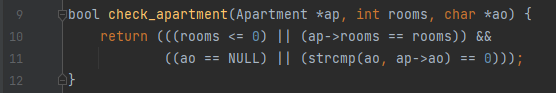 9 bool check_apartment(Apartment *ap, int rooms, char *ao) {
10 return (((rooms <= 0) || (ap->rooms == rooms)) &&
11 ((ao == NULL) || (strcmp(ao, ap->ao) == 0)));
12 }